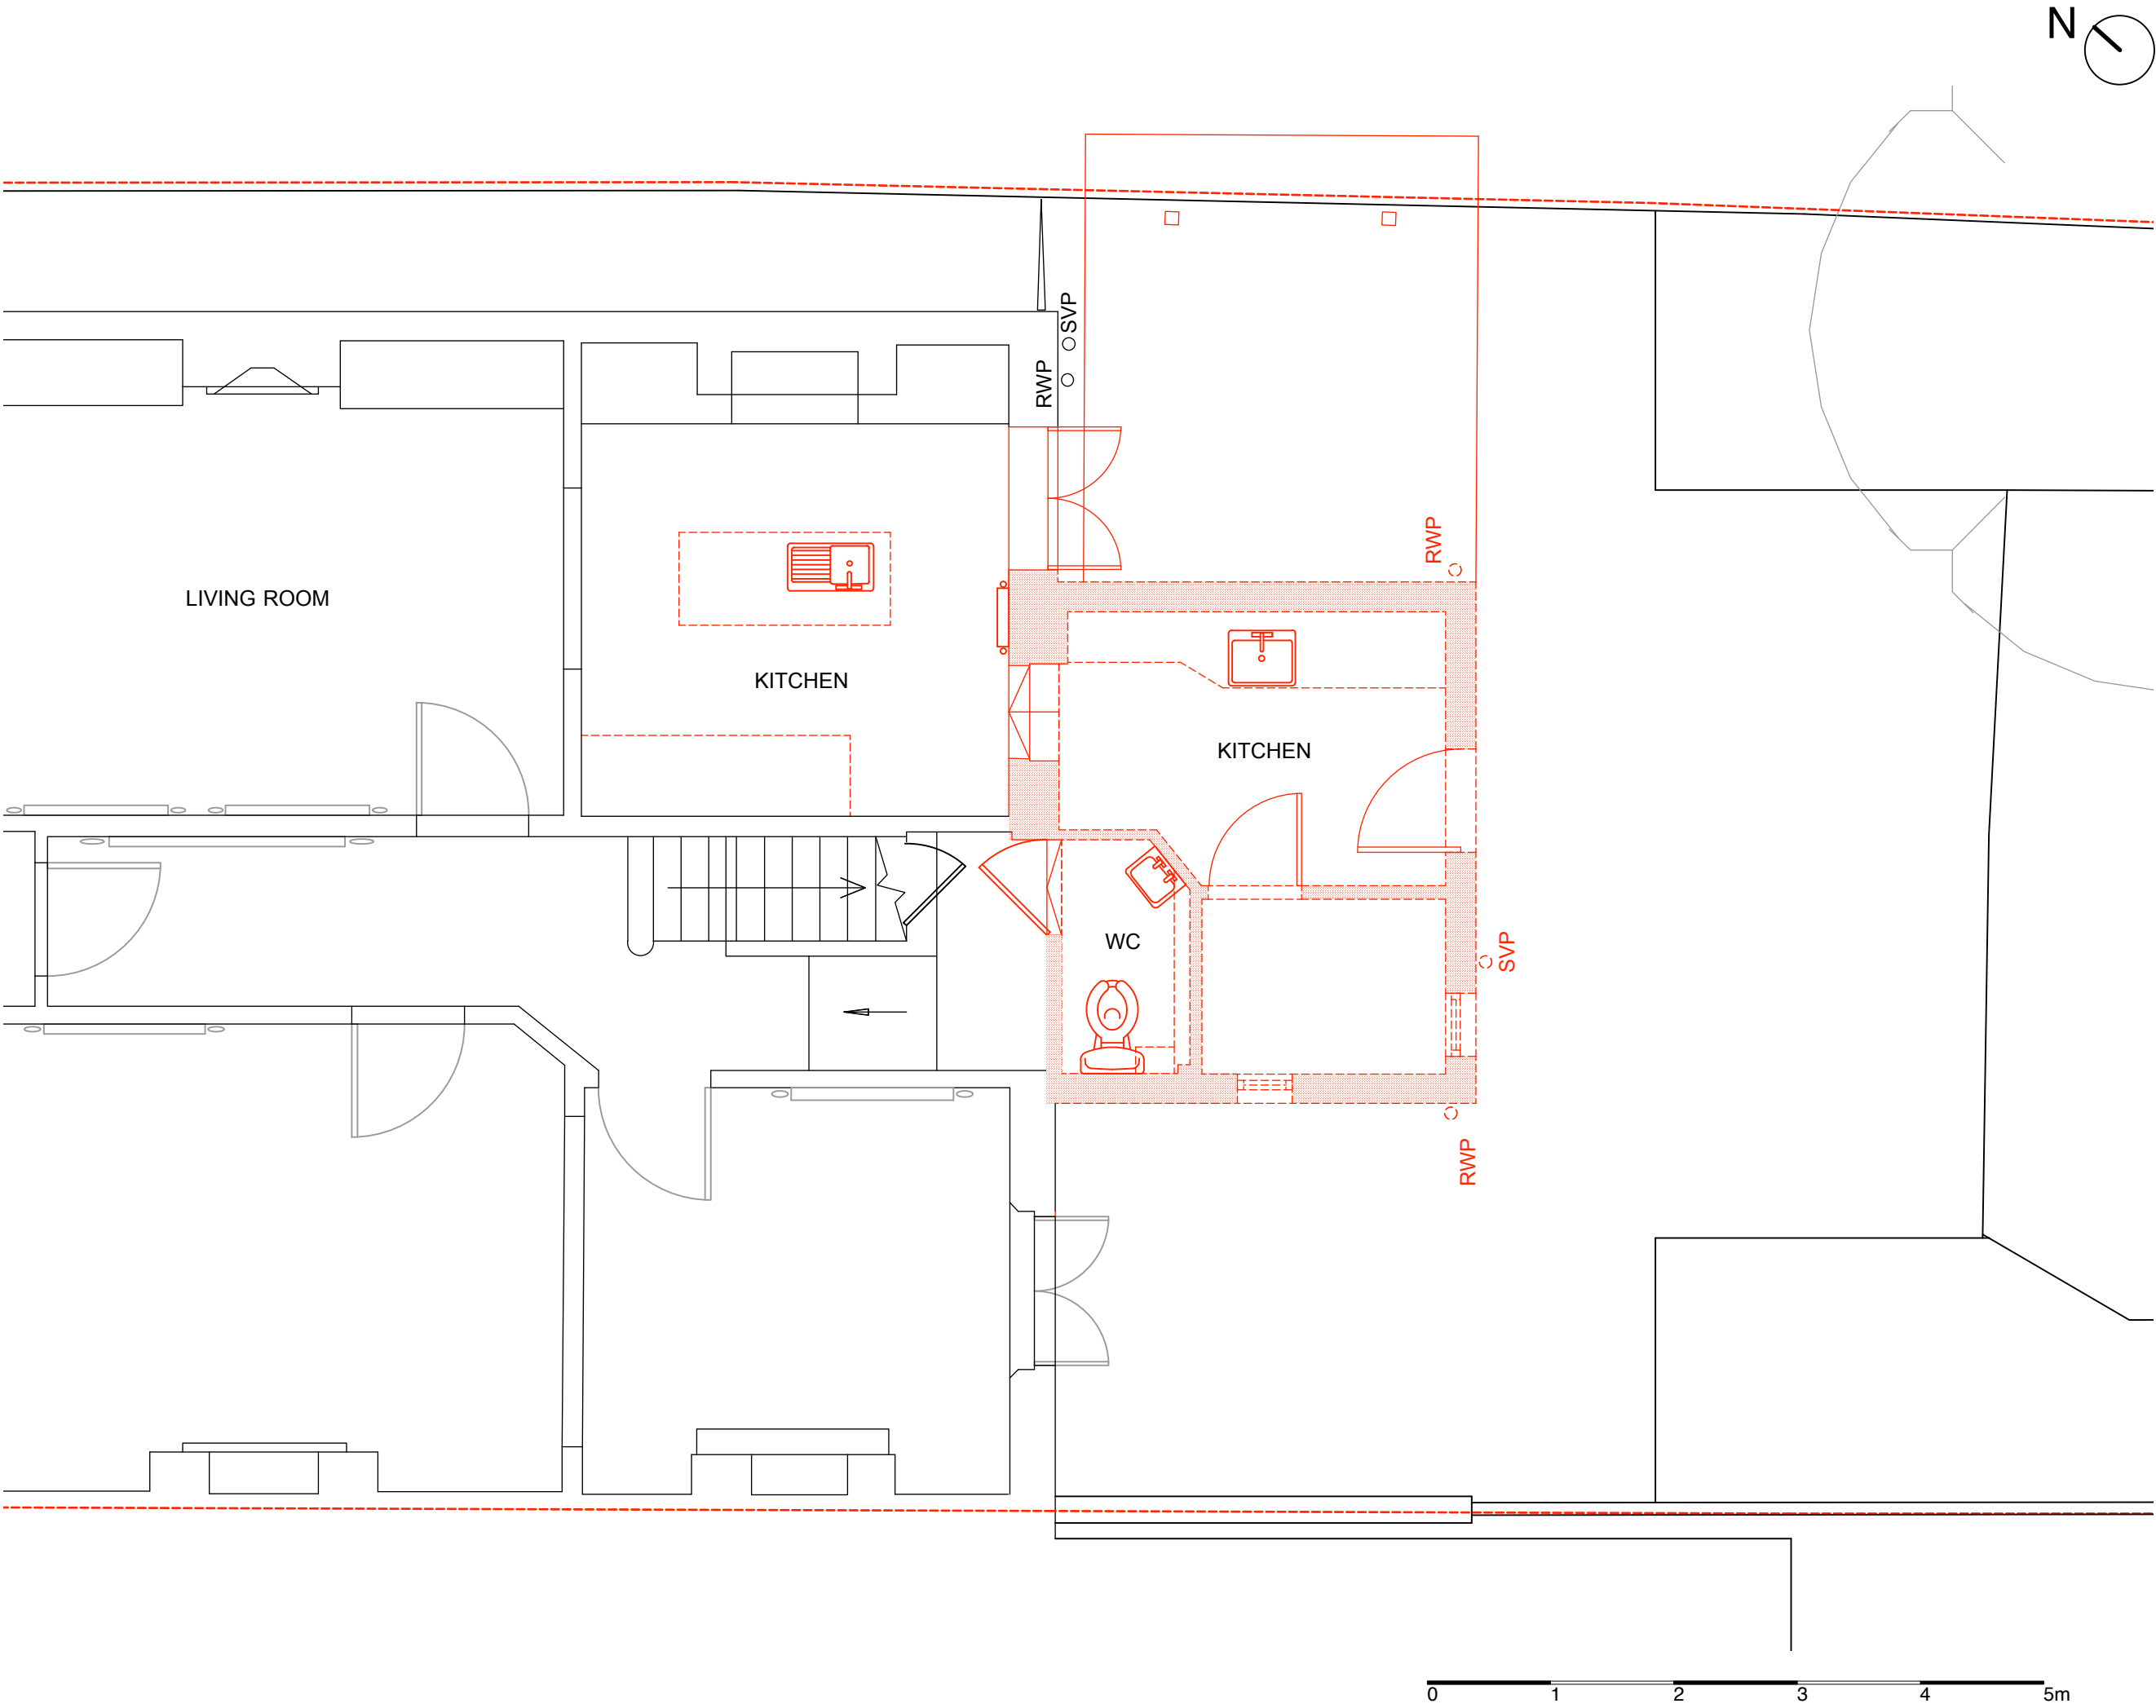 N
SVP
RWP
RWP
LIVING ROOM
KITCHEN
KITCHEN
WC
SVP
RWP
0 1 2 3 4 5m